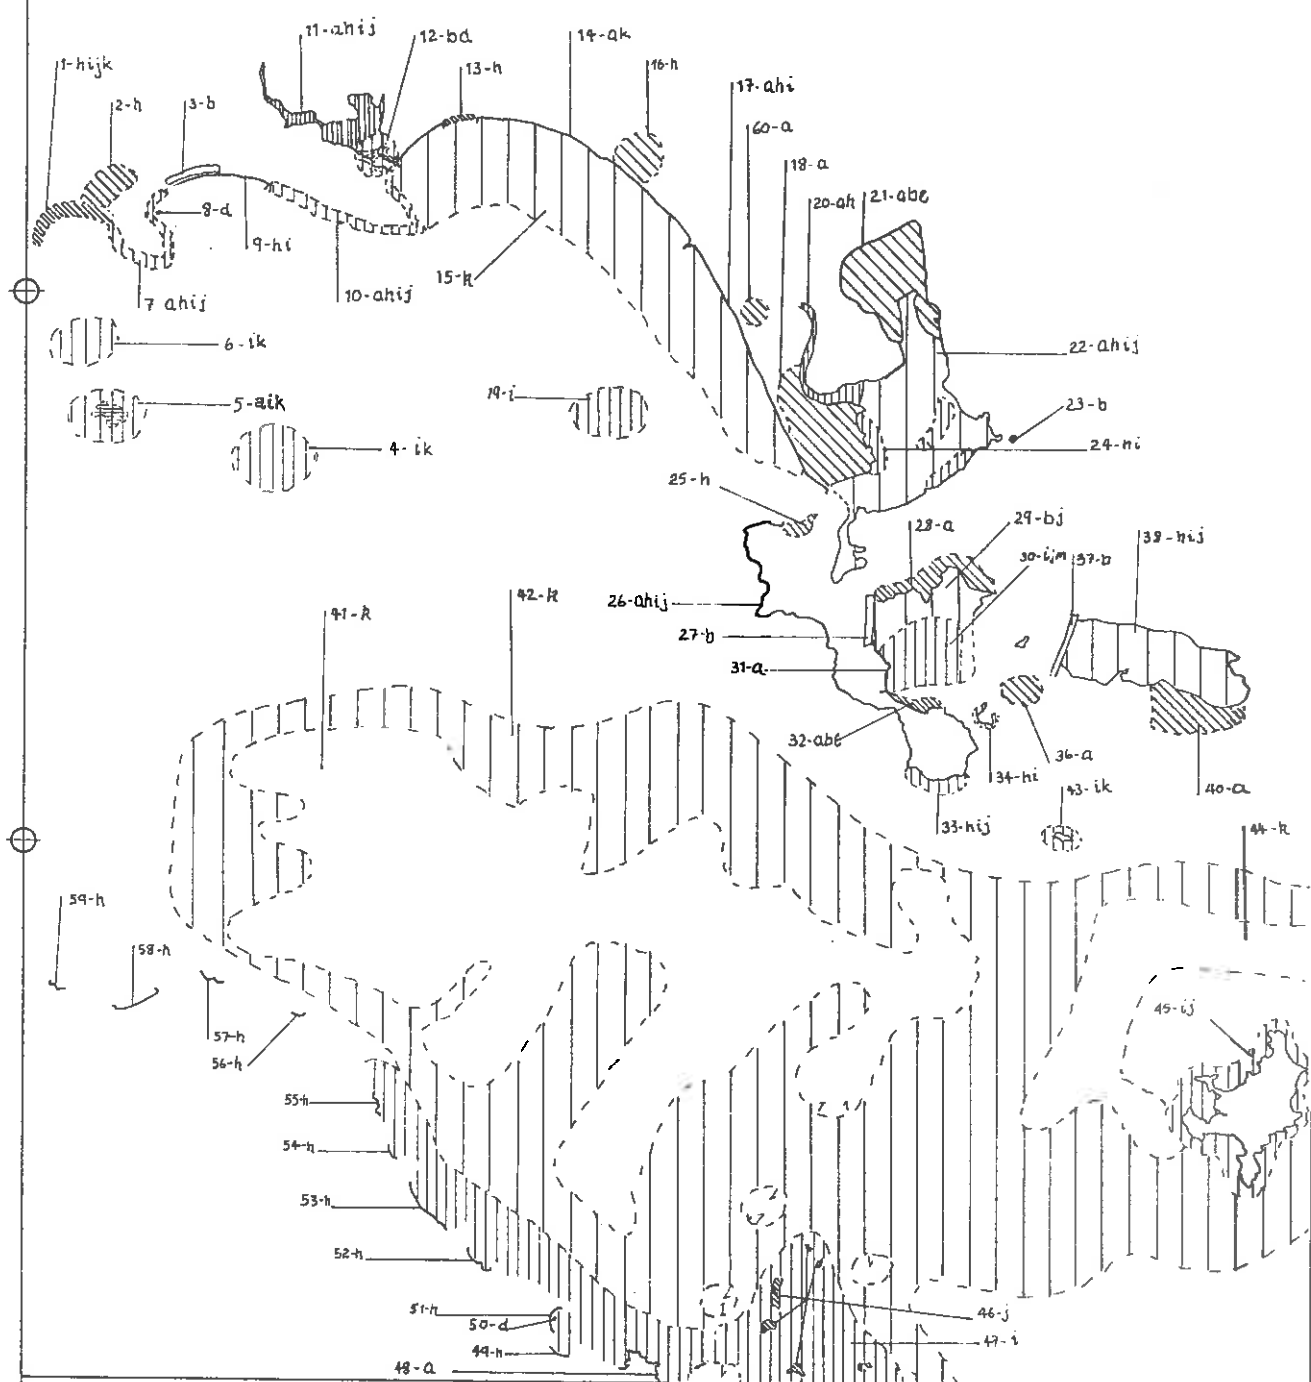 11-ahij
12-bd
14-ak
16-h
13-h
1-hijk
2-h
3-b
17-ahi
60-a
18-a
20-ah
21-abe
8-d
9-hi
15-k
7 ahij
10-ahij
6-ik
22-ahij
5-aik
19-i
23-b
4-ik
24-hi
25-h
28-a
29-bj
30-ijm
37-b
38-hij
42-k
26-ahij
41-k
27-b
31-a
32-abe
36-a
34-hi
43-ik
40-a
33-hij
44-k
59-h
58-h
45-ij
57-h
56-h
55-h
54-h
53-h
52-h
51-h
50-d
46-j
49-h
47-i
48-a